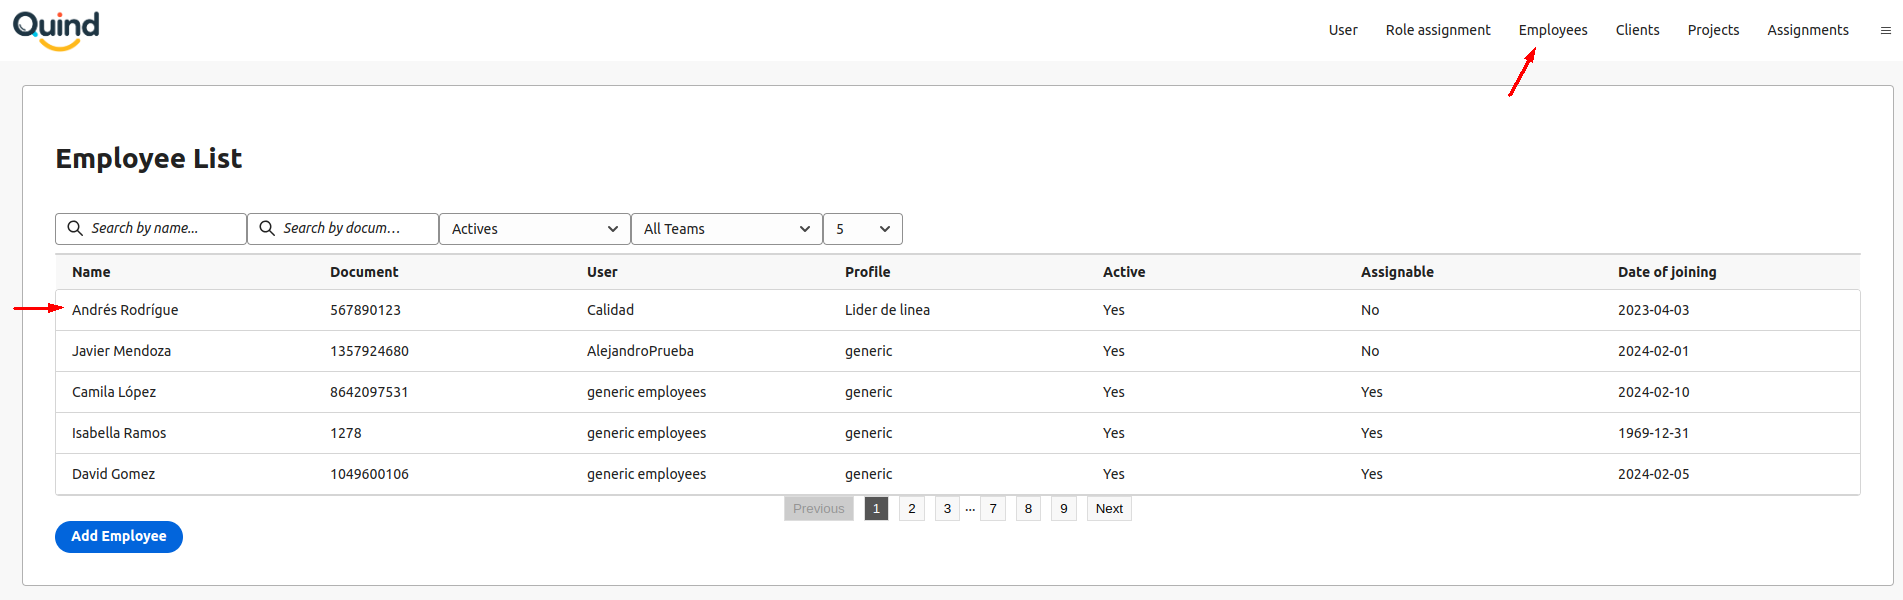 Quind
User Role assignment Employees Clients Projects Assignments
Employee List
Search by name... Search by docum... Actives All Teams 5
Name Document User Profile Active Assignable Date of joining
Andrés Rodrígue 567890123 Calidad Lider de linea Yes No 2023-04-03
Javier Mendoza 1357924680 AlejandroPrueba generic Yes No 2024-02-01
Camila López 8642097531 generic employees generic Yes Yes 2024-02-10
Isabella Ramos 1278 generic employees generic Yes Yes 1969-12-31
David Gomez 1049600106 generic employees generic Yes Yes 2024-02-05
Previous 1 2 3 ... 7 8 9 Next
Add Employee